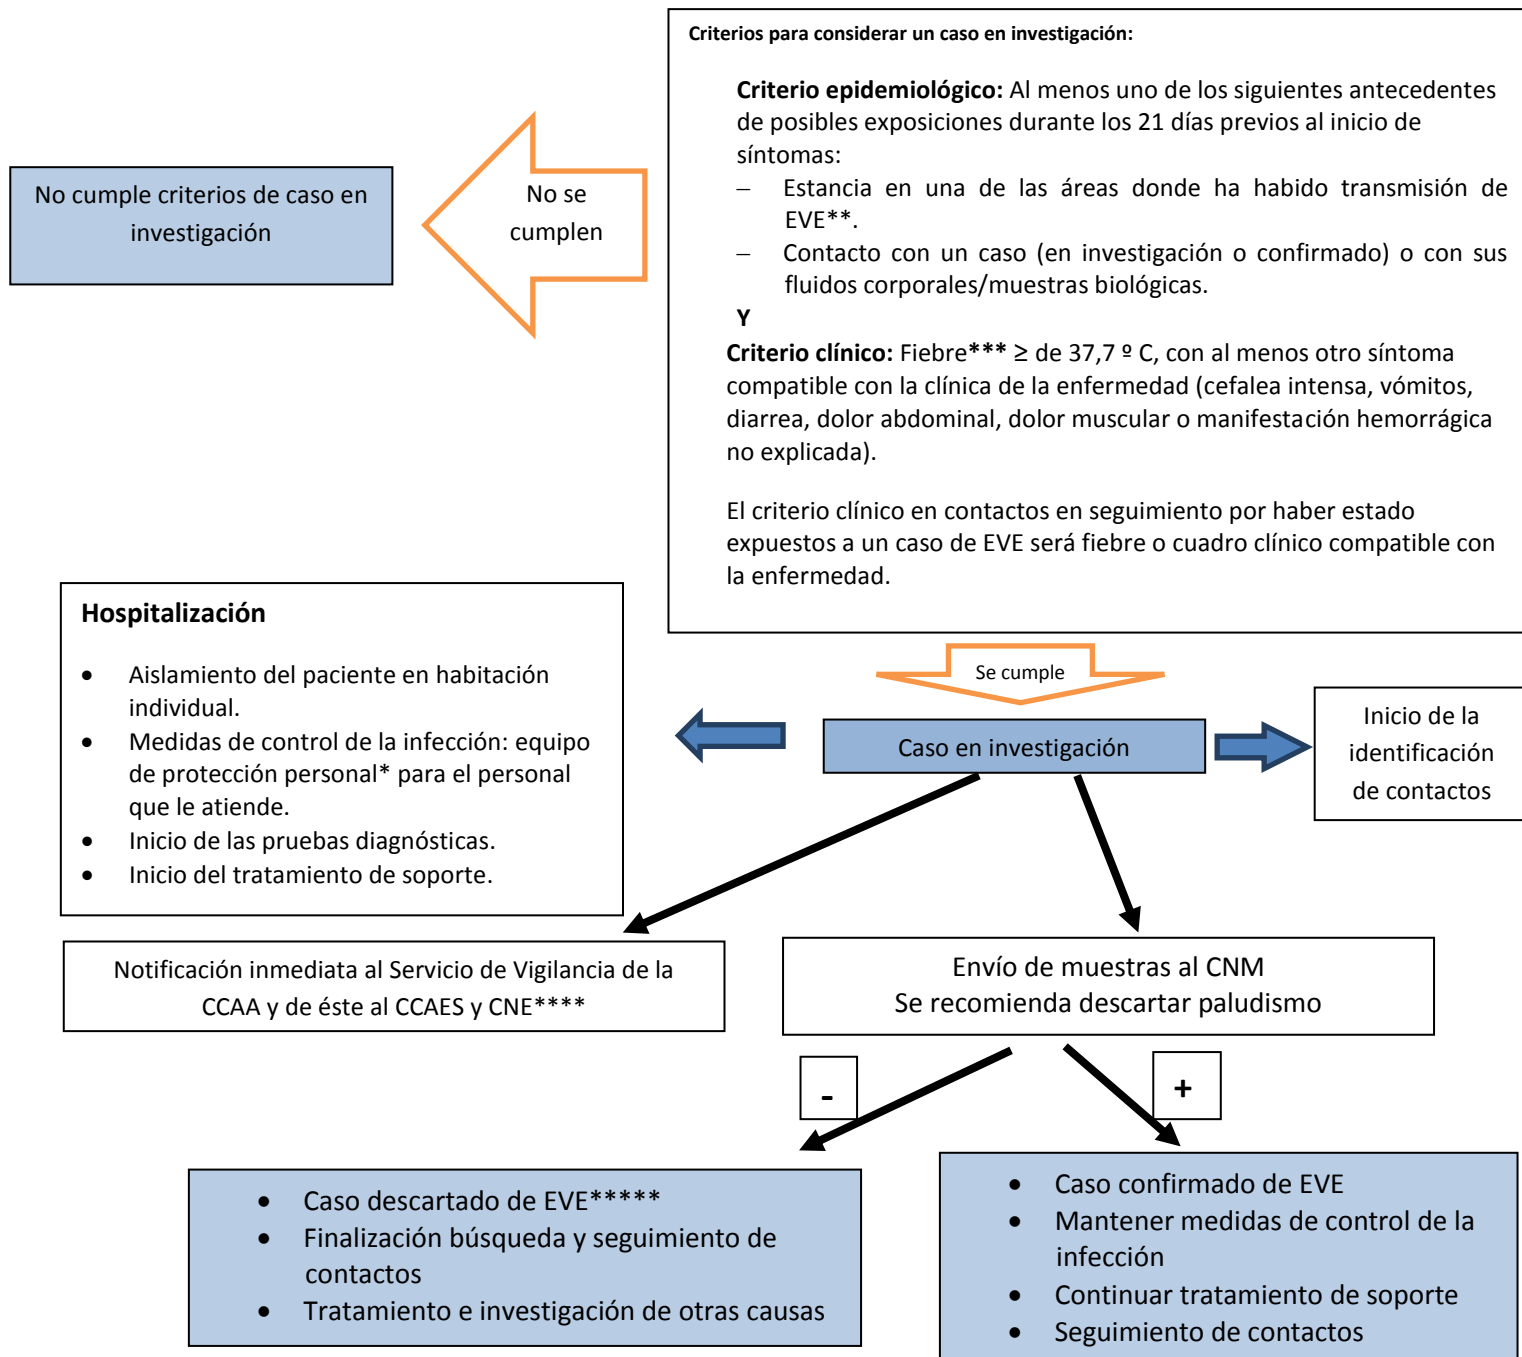 Criterios para considerar un caso en investigación:
Criterio epidemiológico: Al menos uno de los siguientes antecedentes
de posibles exposiciones durante los 21 días previos al inicio de
síntomas:
– Estancia en una de las áreas donde ha habido transmisión de
EVE**.
– Contacto con un caso (en investigación o confirmado) o con sus
fluidos corporales/muestras biológicas.
Y
Criterio clínico: Fiebre*** ≥ de 37,7 º C, con al menos otro síntoma
compatible con la clínica de la enfermedad (cefalea intensa, vómitos,
diarrea, dolor abdominal, dolor muscular o manifestación hemorrágica
no explicada).
El criterio clínico en contactos en seguimiento por haber estado
expuestos a un caso de EVE será fiebre o cuadro clínico compatible con
la enfermedad.
No se
cumplen
No cumple criterios de caso en
investigación
Se cumple
Caso en investigación
Inicio de la
identificación
de contactos
Hospitalización
• Aislamiento del paciente en habitación
individual.
• Medidas de control de la infección: equipo
de protección personal* para el personal
que le atiende.
• Inicio de las pruebas diagnósticas.
• Inicio del tratamiento de soporte.
Notificación inmediata al Servicio de Vigilancia de la
CCAA y de éste al CCAES y CNE****
Envío de muestras al CNM
Se recomienda descartar paludismo
-
+
• Caso descartado de EVE*****
• Finalización búsqueda y seguimiento de
contactos
• Tratamiento e investigación de otras causas
• Caso confirmado de EVE
• Mantener medidas de control de la
infección
• Continuar tratamiento de soporte
• Seguimiento de contactos